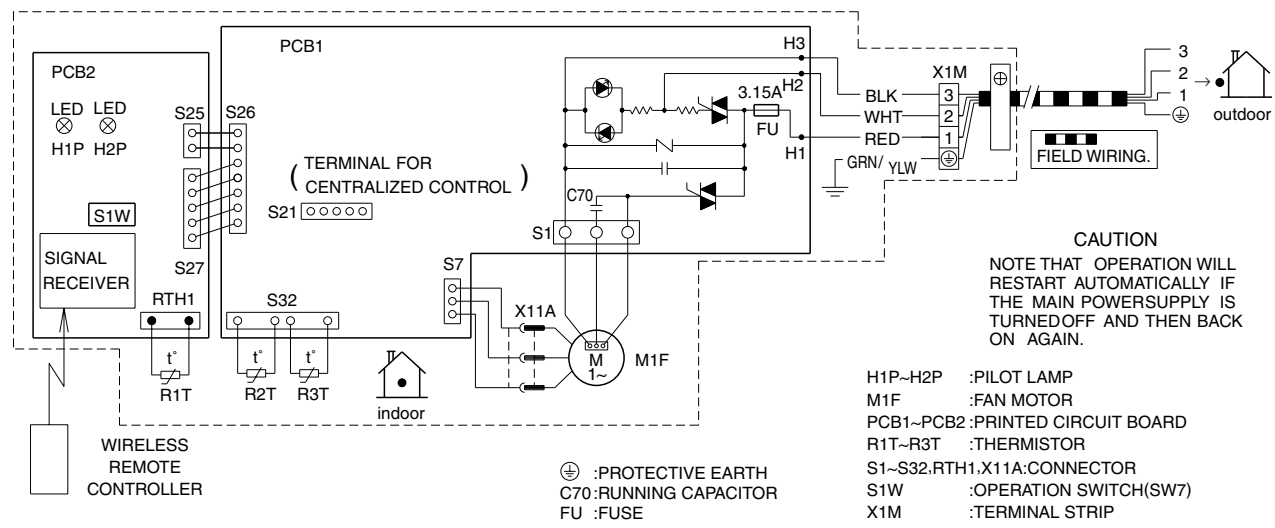 PCB2
LED LED
H1P H2P
S25 S26
S1W
SIGNAL
RECEIVER
S27
RTH1
t°
R1T
WIRELESS
REMOTE
CONTROLLER
PCB1
( TERMINAL FOR
CENTRALIZED CONTROL )
S21
S32
t° t°
R2T R3T
indoor
S7
X11A
M
1~
M1F
S1
C70
3.15A
FU
H3
H2
H1
BLK
WHT
RED
GRN/YLW
X1M
3
2
1
3
2
1
outdoor
FIELD WIRING.
CAUTION
NOTE THAT OPERATION WILL
RESTART AUTOMATICALLY IF
THE MAIN POWERSUPPLY IS
TURNEDOFF AND THEN BACK
ON AGAIN.
:PROTECTIVE EARTH
C70:RUNNING CAPACITOR
FU :FUSE
H1P~H2P :PILOT LAMP
M1F :FAN MOTOR
PCB1~PCB2:PRINTED CIRCUIT BOARD
R1T~R3T :THERMISTOR
S1~S32,RTH1,X11A:CONNECTOR
S1W :OPERATION SWITCH(SW7)
X1M :TERMINAL STRIP